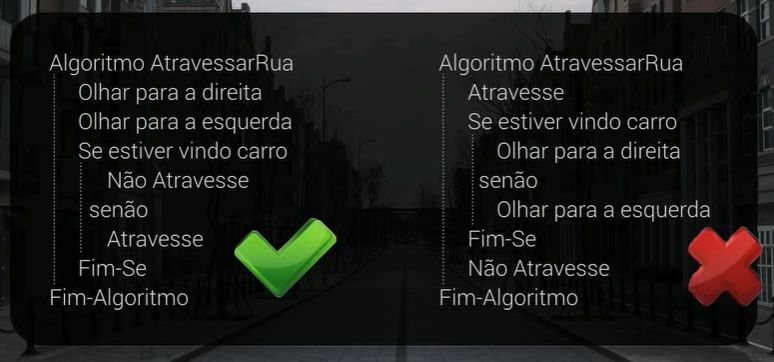 Algoritmo AtravessarRua
Olhar para a direita
Olhar para a esquerda
Se estiver vindo carro
Não Atravesse
senão
Atravesse
Fim-Se
Fim-Algoritmo
Algoritmo AtravessarRua
Atravesse
Se estiver vindo carro
Olhar para a direita
senão
Olhar para a esquerda
Fim-Se
Não Atravesse
Fim-Algoritmo